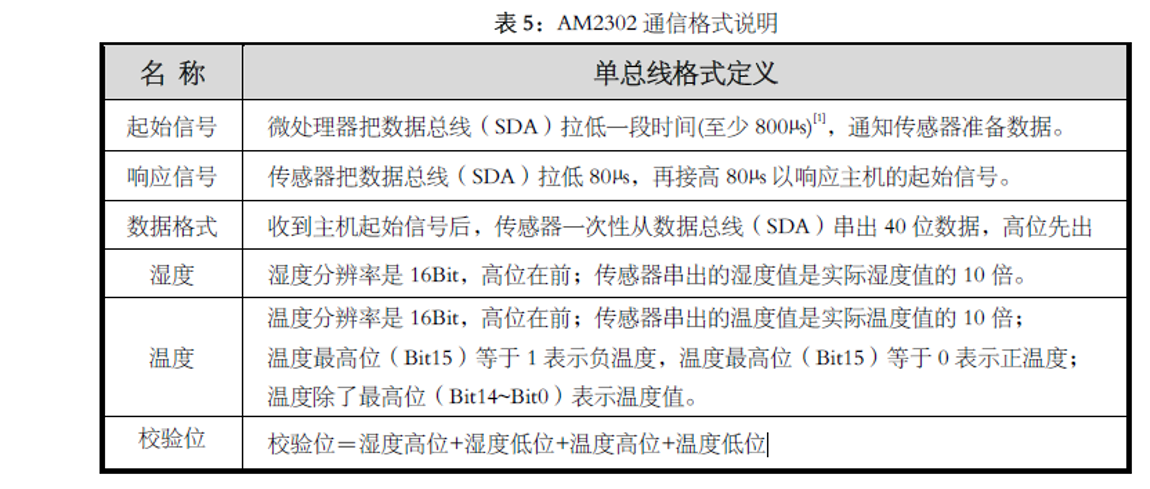 表 5：AM2302 通信格式说明
名 称 单总线格式定义
起始信号 微处理器把数据总线（SDA）拉低一段时间(至少 800μs)[1]，通知传感器准备数据。
响应信号 传感器把数据总线（SDA）拉低 80μs，再接高 80μs 以响应主机的起始信号。
数据格式 收到主机起始信号后，传感器一次性从数据总线（SDA）串出 40 位数据，高位先出
湿度 湿度分辨率是 16Bit，高位在前；传感器串出的湿度值是实际湿度值的 10 倍。
温度分辨率是 16Bit，高位在前；传感器串出的温度值是实际温度值的 10 倍；
温度 温度最高位（Bit15）等于 1 表示负温度，温度最高位（Bit15）等于 0 表示正温度；
温度除了最高位（Bit14~Bit0）表示温度值。
校验位 校验位＝湿度高位+湿度低位+温度高位+温度低位